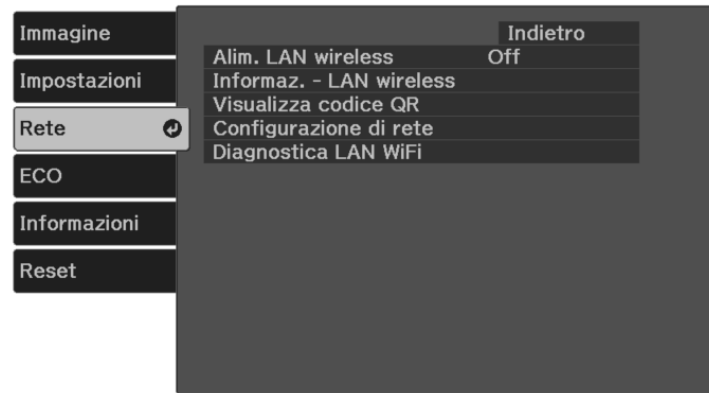 Immagine
Impostazioni
Rete
ECO
Informazioni
Reset
Indietro
Alim. LAN wireless Off
Informaz. - LAN wireless
Visualizza codice QR
Configurazione di rete
Diagnostica LAN WiFi